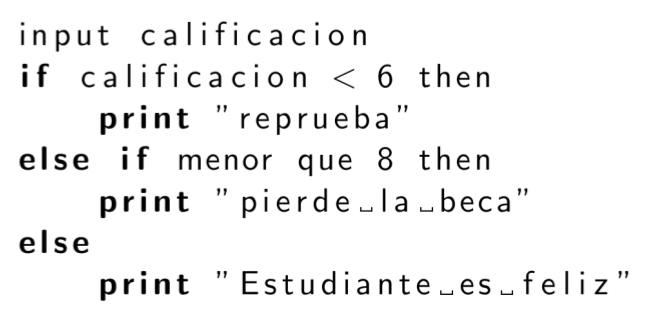 input calificacion
if calificacion < 6 then
print "reprueba"
else if menor que 8 then
print "pierde␣la␣beca"
else
print "Estudiante␣es␣feliz"